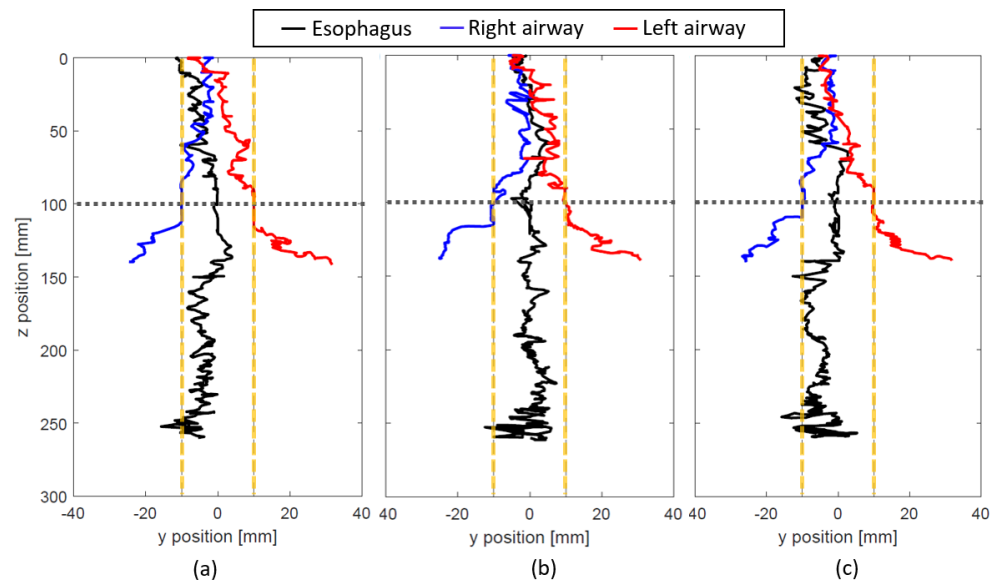 Esophagus Right airway Left airway
0
50
100
150
200
250
300
z position [mm]
-40 -20 0 20 40
y position [mm]
(a)
-40 -20 0 20 40
y position [mm]
(b)
-40 -20 0 20 40
y position [mm]
(c)